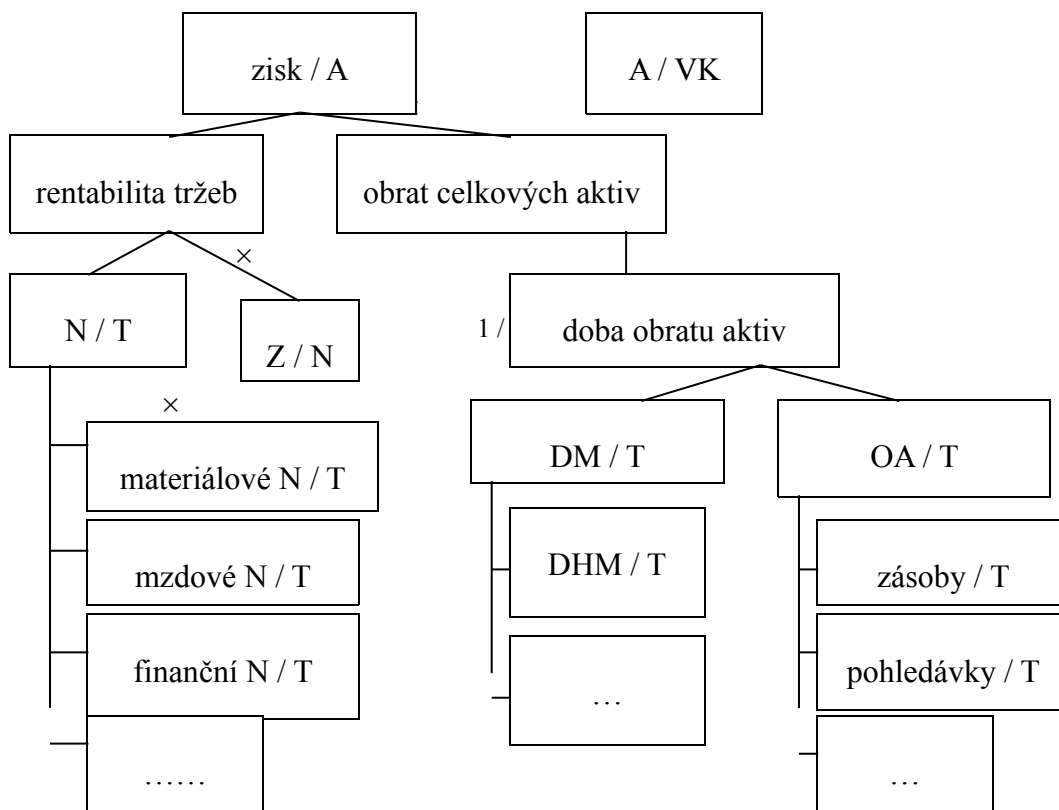 zisk / A
A / VK
rentabilita tržeb
obrat celkových aktiv
×
N / T
Z / N
1 /
doba obratu aktiv
×
DM / T
OA / T
materiálové N / T
DHM / T
zásoby / T
mzdové N / T
finanční N / T
pohledávky / T
…
……
…